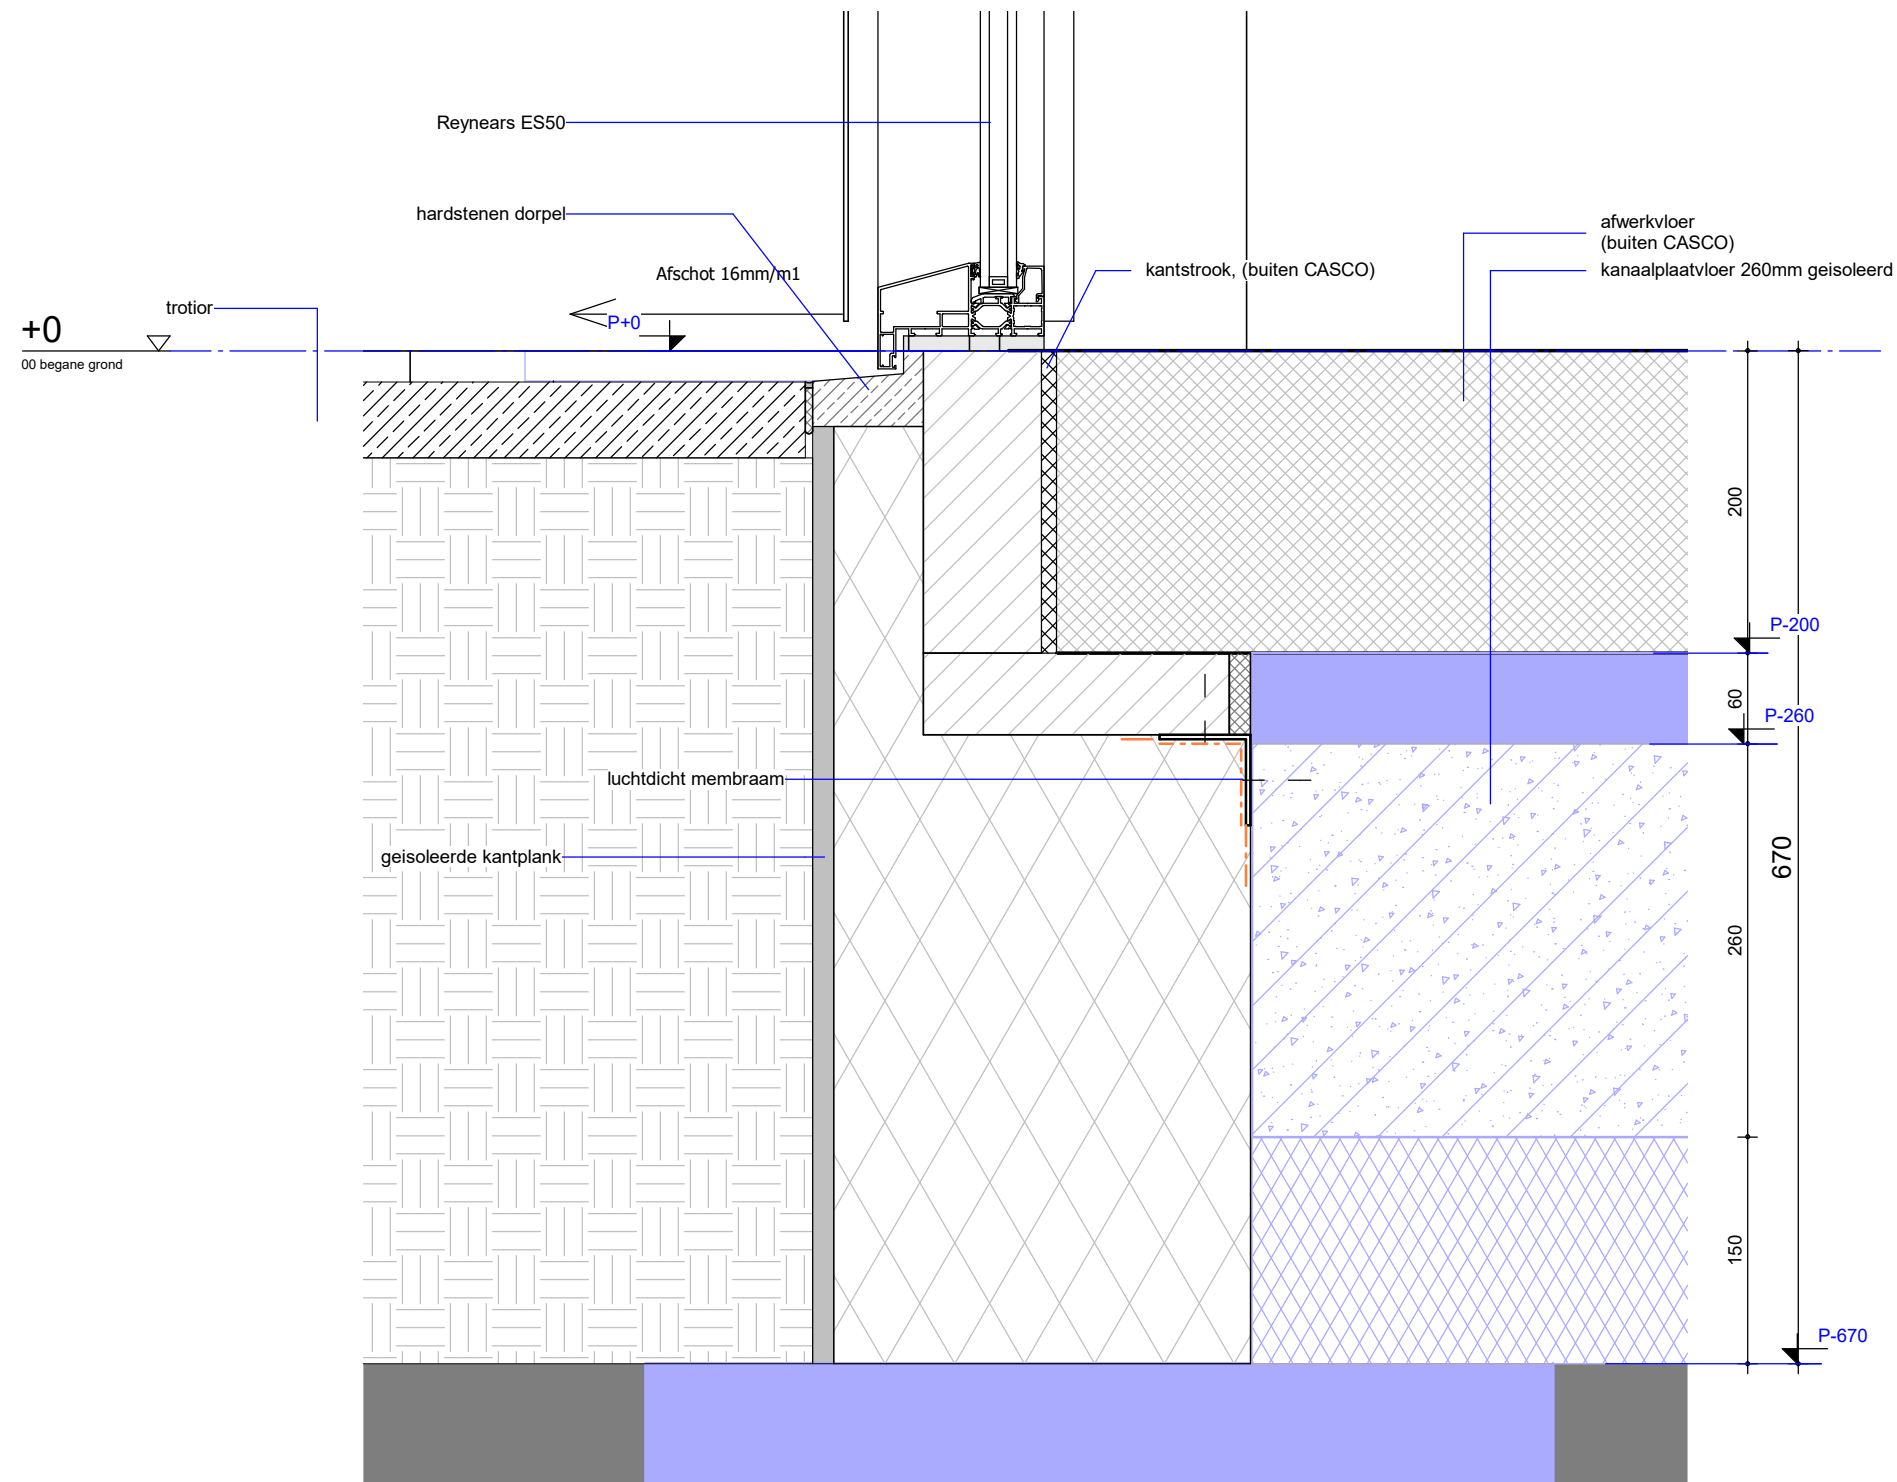 Reynears ES50
hardstenen dorpel
afwerkvloer
(buiten CASCO)
Afschot 16mm/m1
kantstrook, (buiten CASCO)
kanaalplaatvloer 260mm geisoleerd
trotior
P+0
+0
00 begane grond
200
P-200
60
P-260
luchtdicht membraam
geisoleerde kantplank
670
260
150
P-670